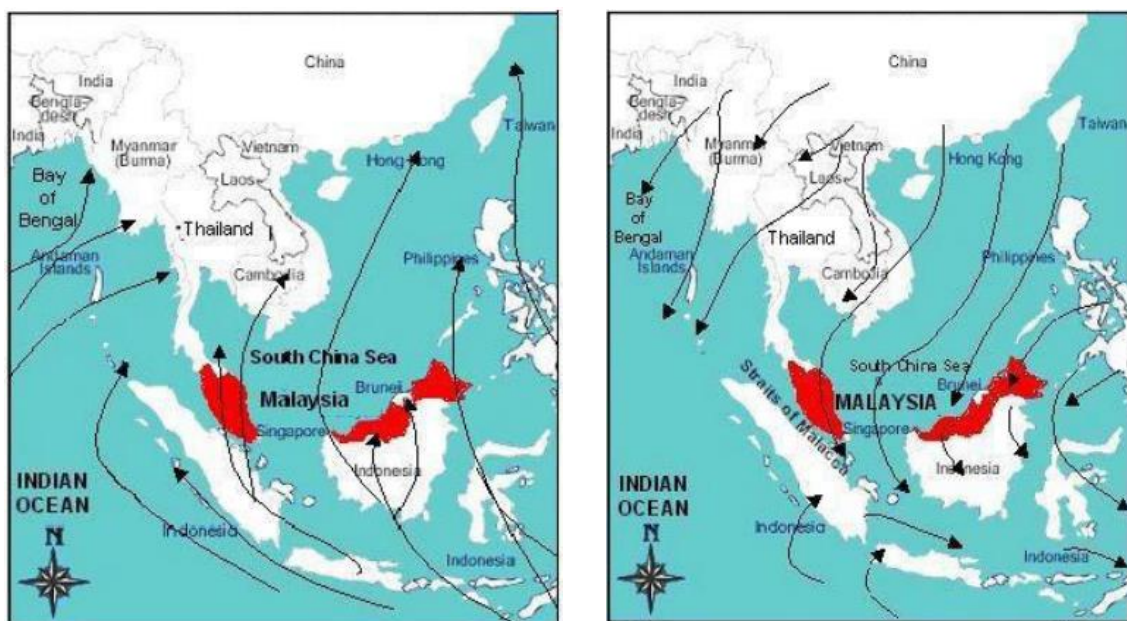 China
India
Bengla-
desh
India
Taiwan
Myanmar
(Burma)
Vietnam
Hong Kong
Laos
Bay
of
Bengal
Thailand
Andaman
Islands
Philippines
Cambodia
South China Sea
Brunei
Malaysia
Singapore
Indonesia
INDIAN
OCEAN
N
Indonesia
Indonesia
China
India
Bengla-
desh
India
Taiwan
Myanma
(Burma)
Vietnam
Hong Kong
Laos
Bay
of
Bengal
Thailand
Andaman
Islands
Philippines
Cambodia
South China Sea
Straits of Malacca
Brunei
MALAYSIA
Singapore
Indonesia
INDIAN
OCEAN
N
Indonesia
Indonesia